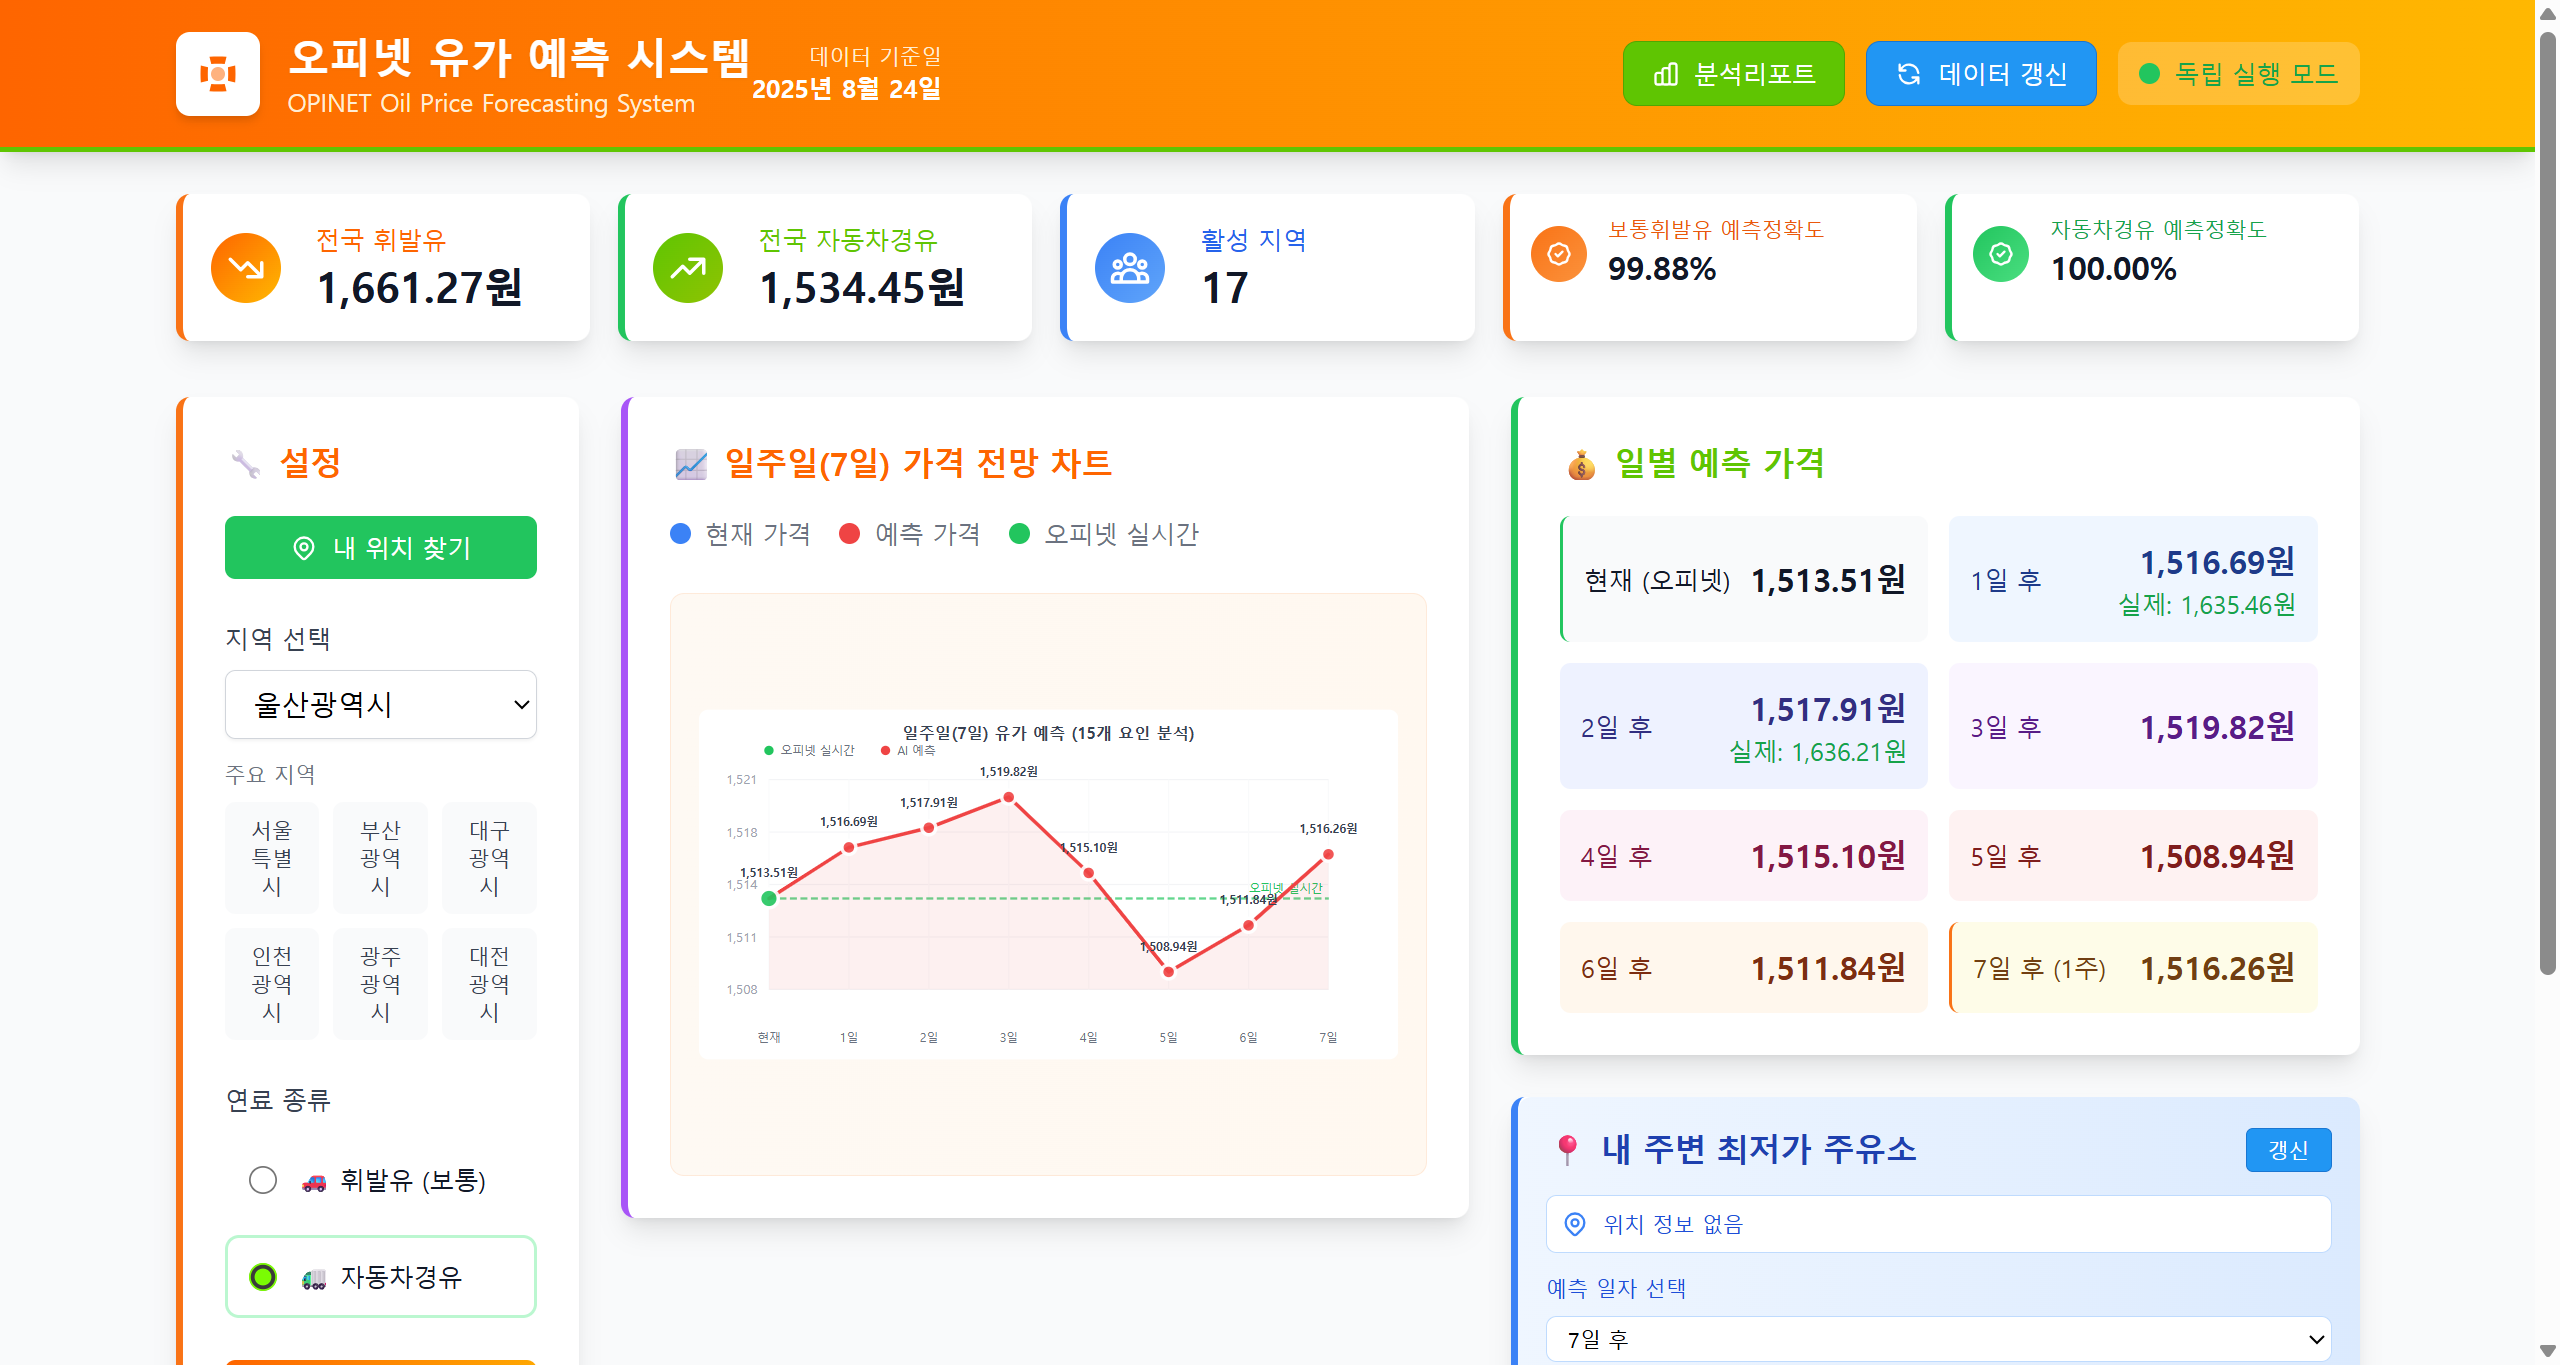 오피넷 유가 예측 시스템
OPINET Oil Price Forecasting System
데이터 기준일
2025년 8월 24일
분석리포트
데이터 갱신
독립 실행 모드
전국 휘발유
1,661.27원
전국 자동차경유
1,534.45원
활성 지역
17
보통휘발유 예측정확도
99.88%
자동차경유 예측정확도
100.00%
설정
내 위치 찾기
지역 선택
울산광역시
주요 지역
서울
특별
시
부산
광역
시
대구
광역
시
인천
광역
시
광주
광역
시
대전
광역
시
연료 종류
휘발유 (보통)
자동차경유
일주일(7일) 가격 전망 차트
현재 가격
예측 가격
오피넷 실시간
일주일(7일) 유가 예측 (15개 요인 분석)
오피넷 실시간
AI 예측
1,521
1,518
1,514
1,511
1,508
1,513.51원
1,516.69원
1,517.91원
1,519.82원
1,515.10원
1,508.94원
1,511.84원
1,516.26원
오피넷 실시간
현재
1일
2일
3일
4일
5일
6일
7일
일별 예측 가격
현재 (오피넷)
1,513.51원
1일 후
1,516.69원
실제: 1,635.46원
2일 후
1,517.91원
실제: 1,636.21원
3일 후
1,519.82원
4일 후
1,515.10원
5일 후
1,508.94원
6일 후
1,511.84원
7일 후 (1주)
1,516.26원
내 주변 최저가 주유소
갱신
위치 정보 없음
예측 일자 선택
7일 후